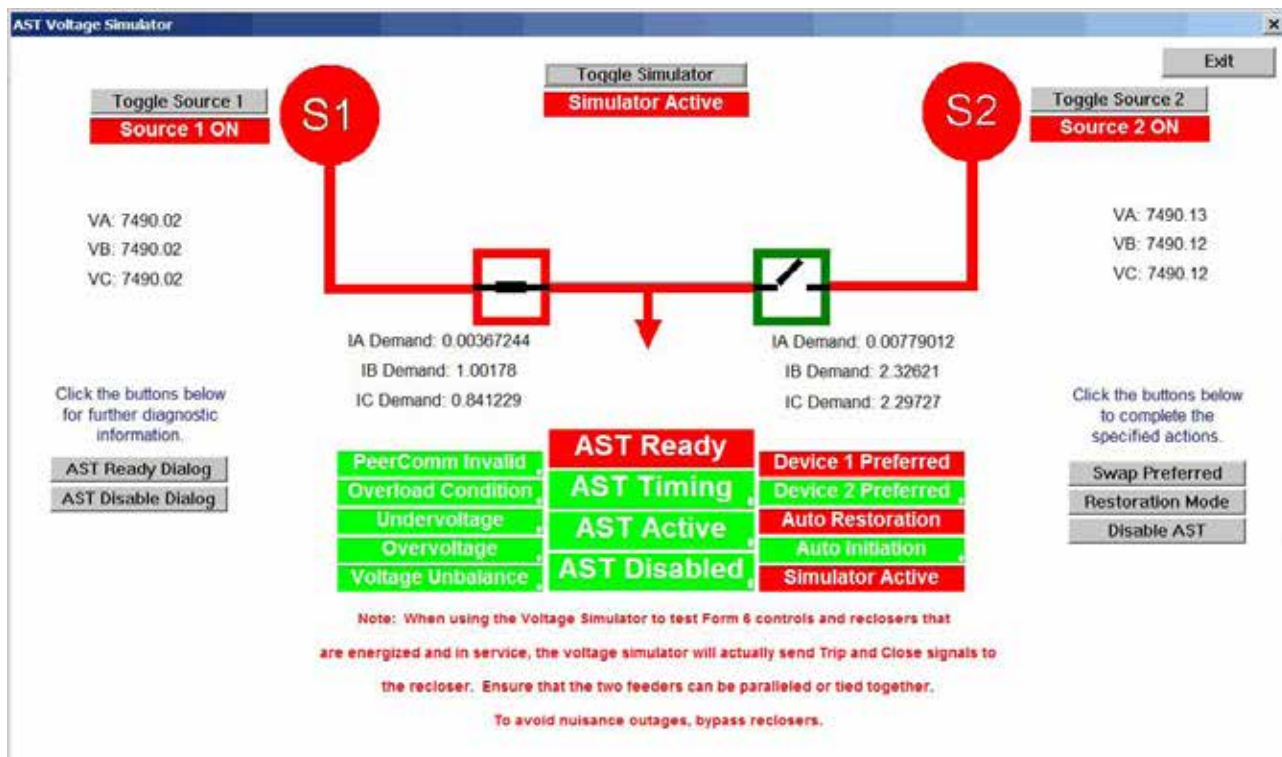 AST Voltage Simulator
Exit
Toggle Simulator
Simulator Active
Toggle Source 1
Source 1 ON
S1
S2
Toggle Source 2
Source 2 ON
VA: 7490.02
VB: 7490.02
VC: 7490.02
VA: 7490.13
VB: 7490.12
VC: 7490.12
IA Demand: 0.00367244
IB Demand: 1.00178
IC Demand: 0.841229
IA Demand: 0.00779012
IB Demand: 2.32621
IC Demand: 2.29727
Click the buttons below
for further diagnostic
information.
AST Ready Dialog
AST Disable Dialog
PeerComm Invalid
Overload Condition
Undervoltage
Overvoltage
Voltage Unbalance
AST Ready
AST Timing
AST Active
AST Disabled
Device 1 Preferred
Device 2 Preferred
Auto Restoration
Auto Initiation
Simulator Active
Click the buttons below
to complete the
specified actions.
Swap Preferred
Restoration Mode
Disable AST
Note: When using the Voltage Simulator to test Form 6 controls and reclosers that
are energized and in service, the voltage simulator will actually send Trip and Close signals to
the recloser. Ensure that the two feeders can be paralleled or tied together.
To avoid nuisance outages, bypass reclosers.